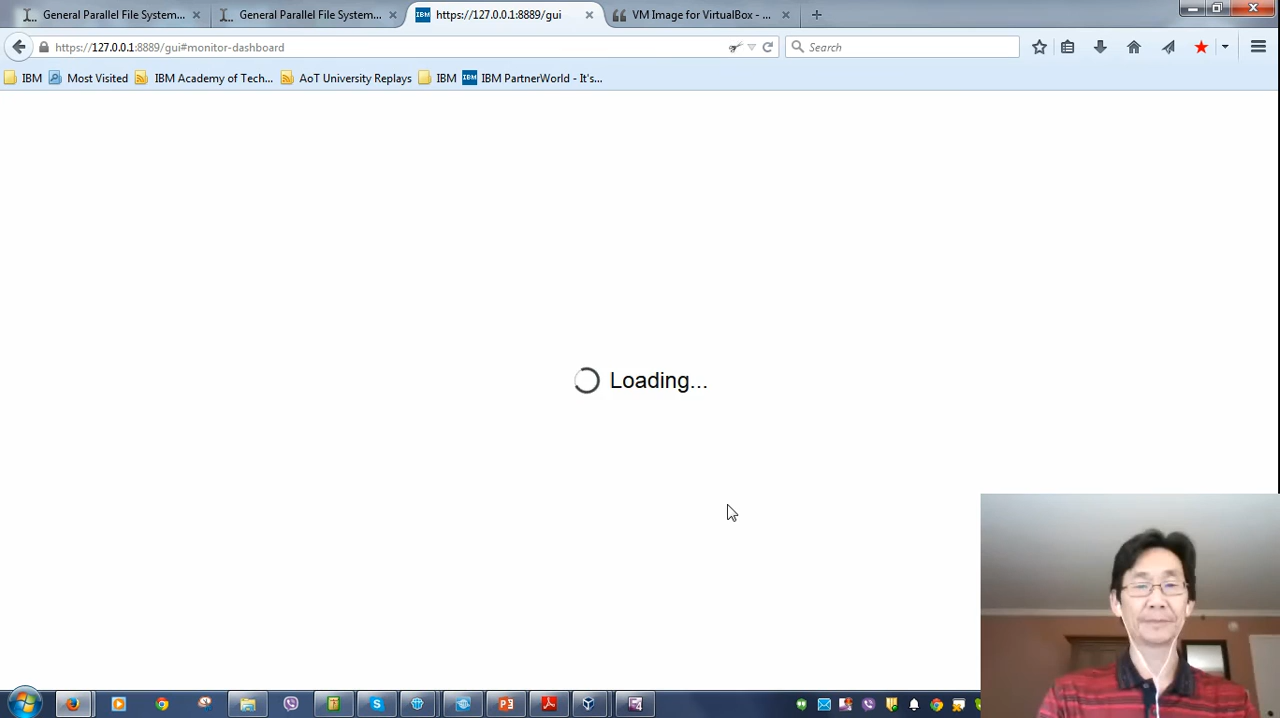 General Parallel File System...
General Parallel File System...
IBM https://127.0.0.1:8889/gui
VM Image for VirtualBox - ...
https://127.0.0.1:8889/gui#monitor-dashboard
Search
IBM
Most Visited
IBM Academy of Tech...
AoT University Replays
IBM
IBM IBM PartnerWorld - It's...
Loading...